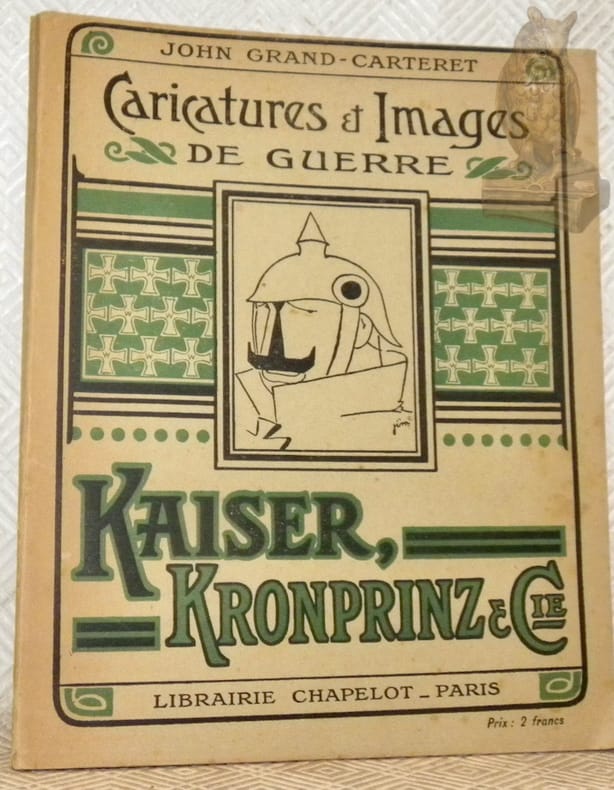 JOHN GRAND-CARTERET
Caricatures & Images
DE GUERRE
KAISER,
KRONPRINZ & CIE
LIBRAIRIE CHAPELOT - PARIS
Prix : 2 francs